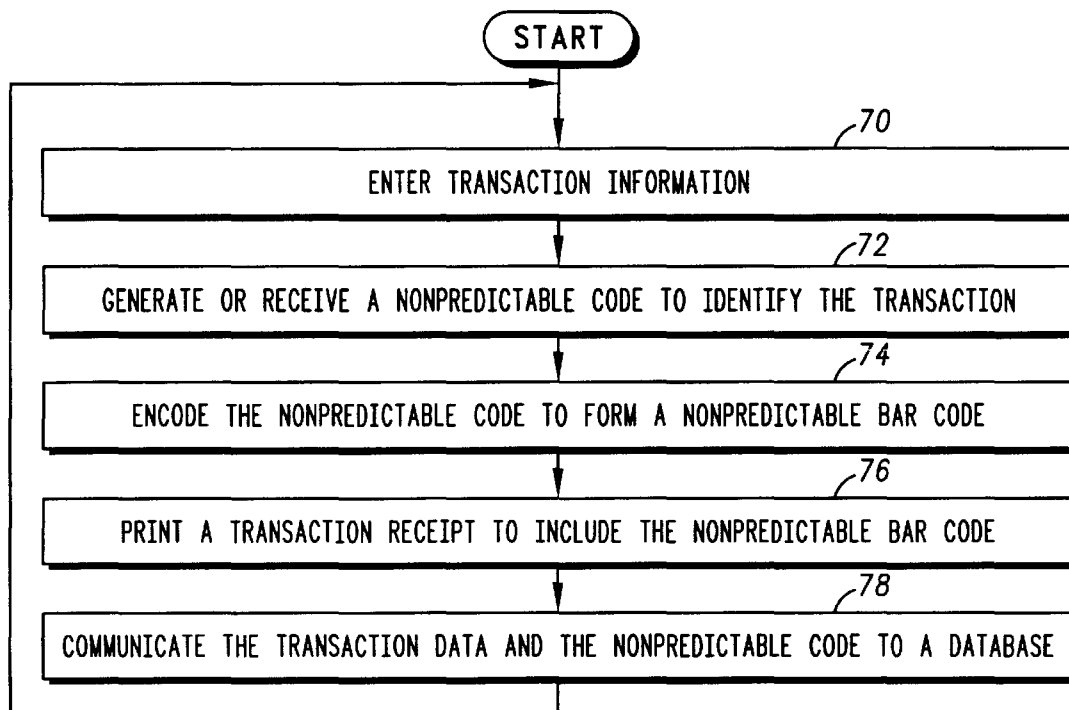 START
70
ENTER TRANSACTION INFORMATION
72
GENERATE OR RECEIVE A NONPREDICTABLE CODE TO IDENTIFY THE TRANSACTION
74
ENCODE THE NONPREDICTABLE CODE TO FORM A NONPREDICTABLE BAR CODE
76
PRINT A TRANSACTION RECEIPT TO INCLUDE THE NONPREDICTABLE BAR CODE
78
COMMUNICATE THE TRANSACTION DATA AND THE NONPREDICTABLE CODE TO A DATABASE